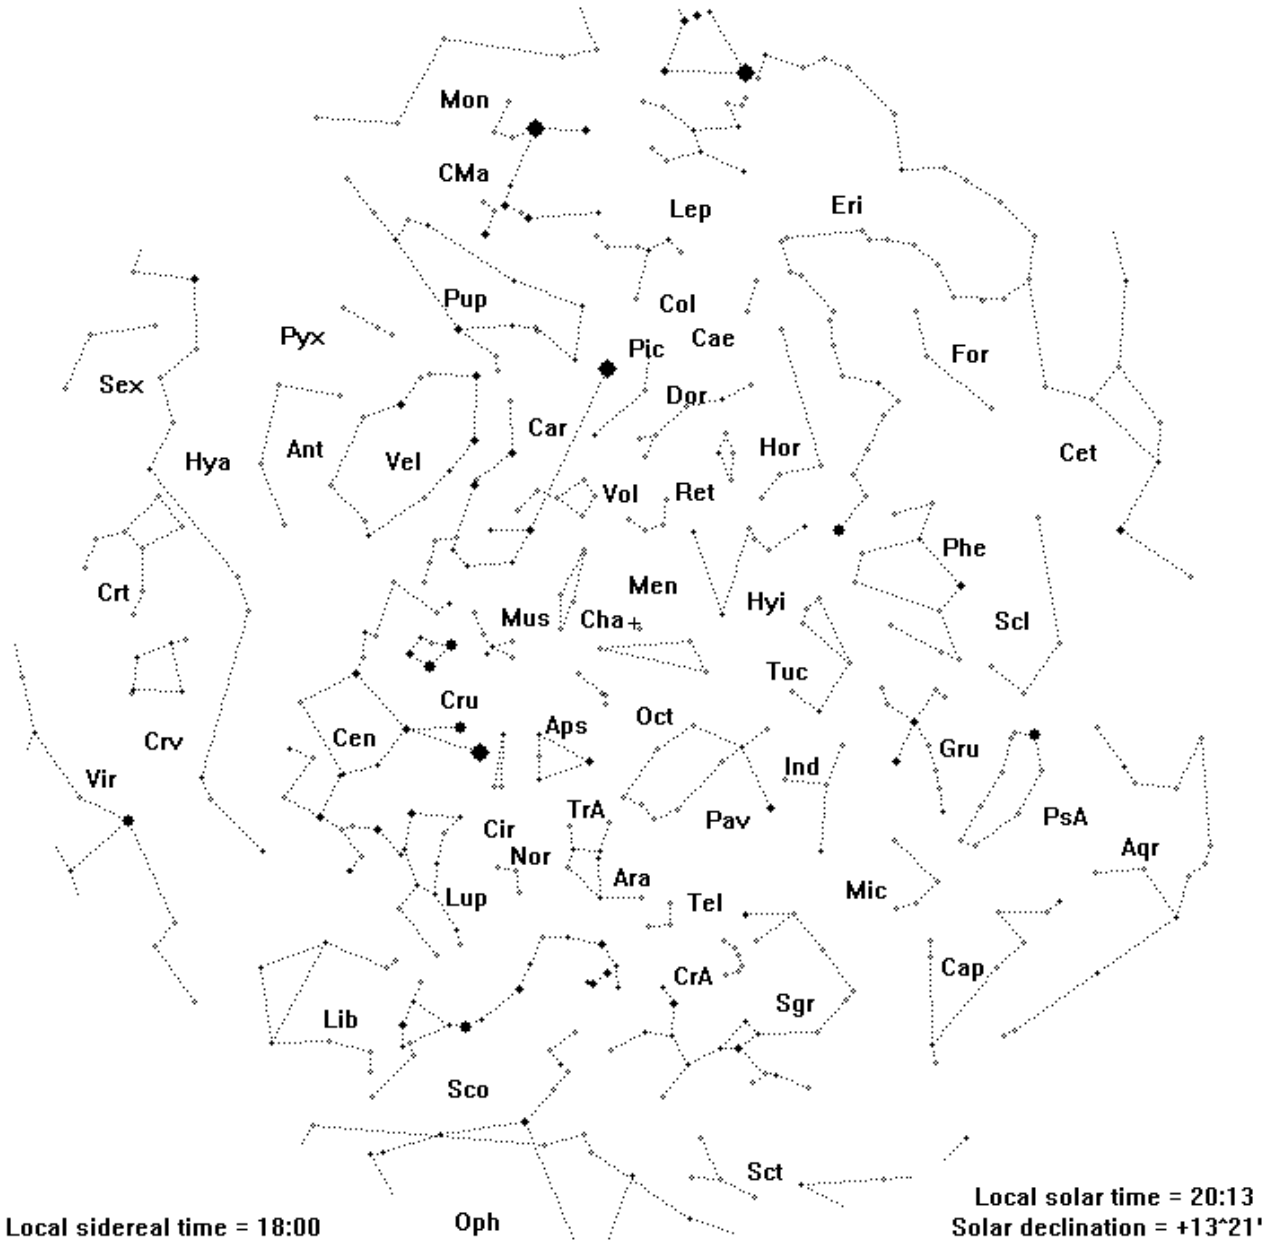 Mon
CMa
Lep
Eri
Pup
Col
Pyx
Cae
Pic
For
Sex
Dor
Car
Hor
Ant
Vel
Hya
Cet
Vol
Ret
Phe
Men
Crt
Hyi
Mus
Cha+
Scl
Tuc
Cru
Oct
Aps
Cen
Crv
Gru
Ind
Vir
TrA
Pav
PsA
Cir
Aqr
Nor
Ara
Mic
Lup
Tel
CrA
Cap
Sgr
Lib
Sco
Sct
Oph
Local solar time = 20:13
Local sidereal time = 18:00
Solar declination = +13^21'